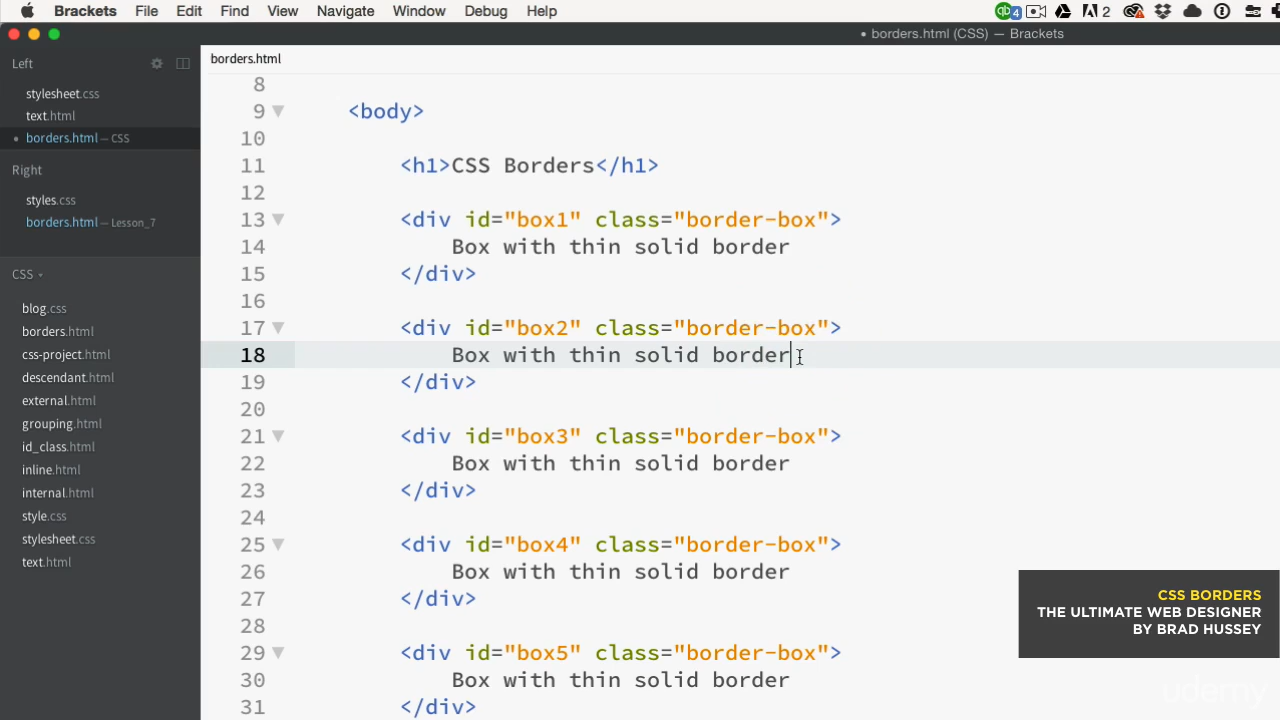 Brackets File Edit Find View Navigate Window Debug Help 4 2
borders.html (CSS) — Brackets
Left
stylesheet.css
text.html
• borders.html — CSS
Right
styles.css
borders.html — Lesson_7
CSS
blog.css
borders.html
css-project.html
descendant.html
external.html
grouping.html
id_class.html
inline.html
internal.html
style.css
stylesheet.css
text.html
borders.html
8
9 <body>
10
11 <h1>CSS Borders</h1>
12
13 <div id="box1" class="border-box">
14 Box with thin solid border
15 </div>
16
17 <div id="box2" class="border-box">
18 Box with thin solid border
19 </div>
20
21 <div id="box3" class="border-box">
22 Box with thin solid border
23 </div>
24
25 <div id="box4" class="border-box">
26 Box with thin solid border
27 </div>
28
29 <div id="box5" class="border-box">
30 Box with thin solid border
31 </div>
CSS BORDERS
THE ULTIMATE WEB DESIGNER
BY BRAD HUSSEY
udemy